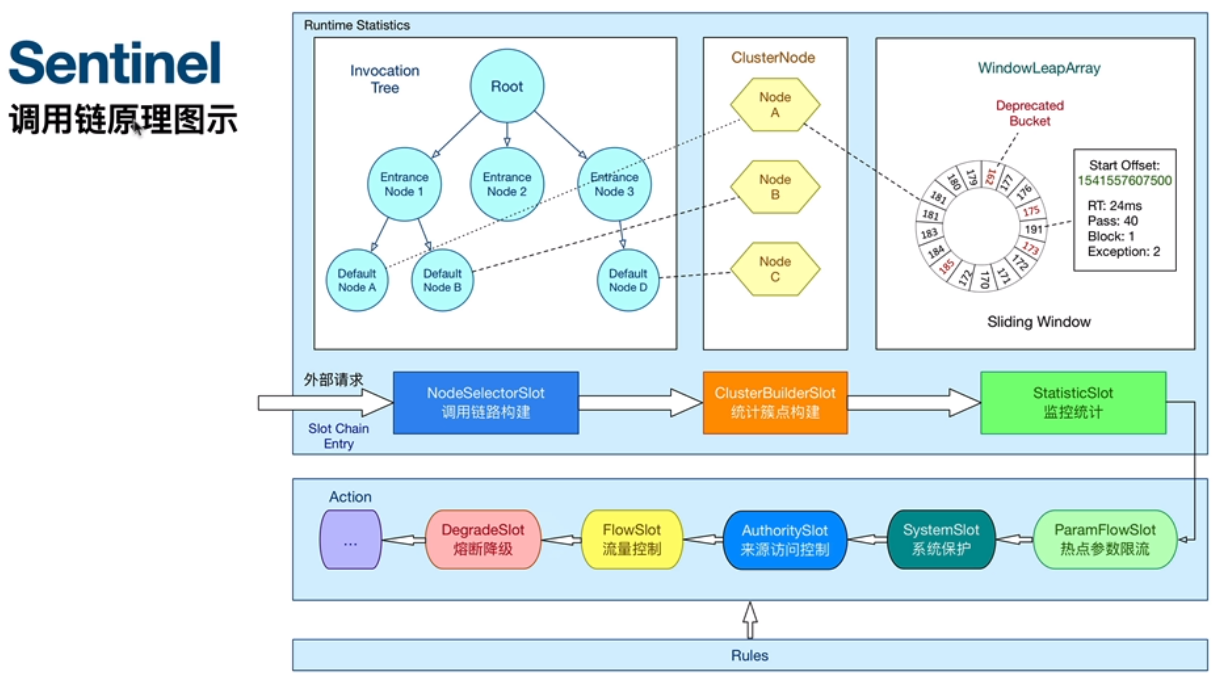 Sentinel
调用链原理图示
Runtime Statistics
Invocation
Tree
Root
Entrance
Node 1
Entrance
Node 2
Entrance
Node 3
Default
Node A
Default
Node B
Default
Node D
ClusterNode
Node
A
Node
B
Node
C
WindowLeapArray
Deprecated
Bucket
162
177
176
175
191
173
172
171
170
172
185
184
183
181
181
180
179
Start Offset:
1541557607500
RT: 24ms
Pass: 40
Block: 1
Exception: 2
Sliding Window
外部请求
Slot Chain
Entry
NodeSelectorSlot
调用链路构建
ClusterBuilderSlot
统计簇点构建
StatisticSlot
监控统计
Action
...
DegradeSlot
熔断降级
FlowSlot
流量控制
AuthoritySlot
来源访问控制
SystemSlot
系统保护
ParamFlowSlot
热点参数限流
Rules